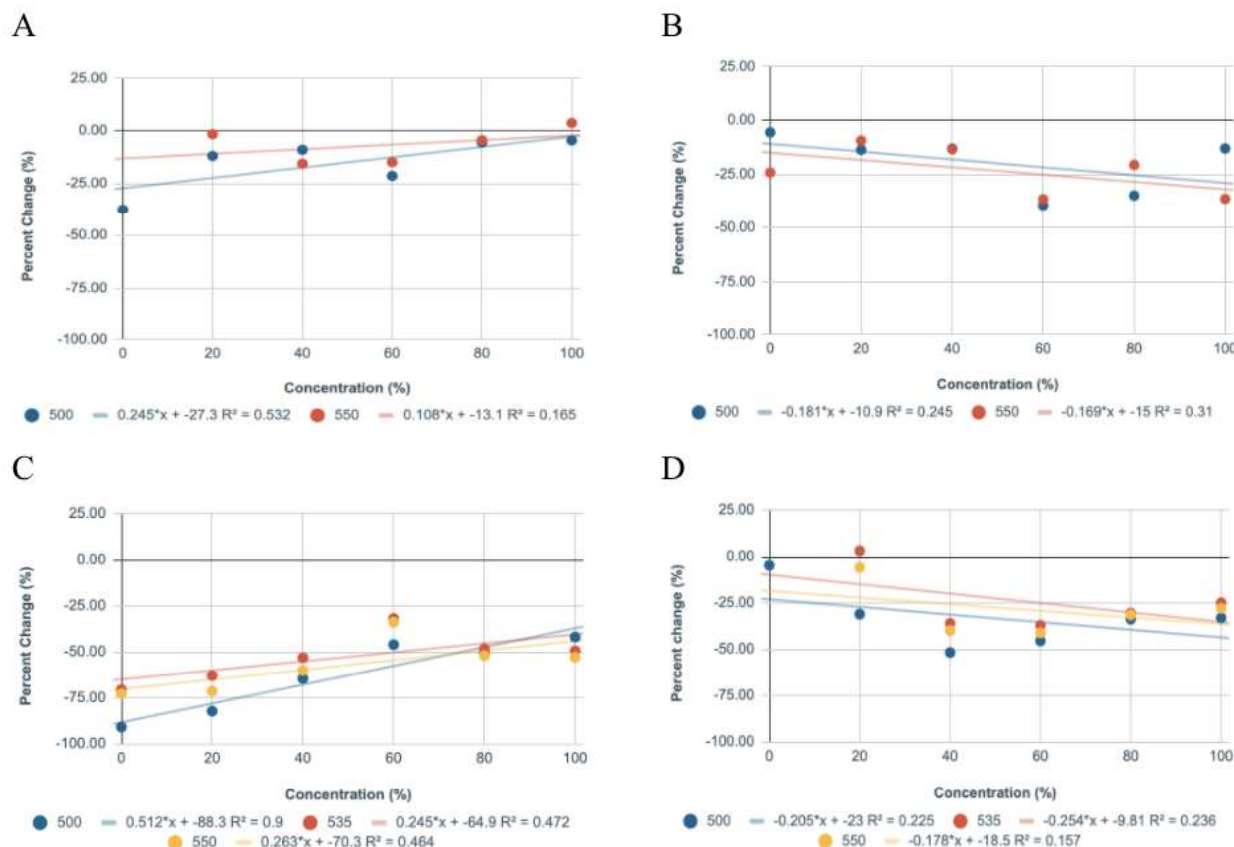 A
B
25.00
0.00
-25.00
-50.00
-75.00
-100.00
Percent Change (%)
0 20 40 60 80 100
Concentration (%)
500 0.245*x + -27.3 R² = 0.532 550 0.108*x + -13.1 R² = 0.165
25.00
0.00
-25.00
-50.00
-75.00
-100.00
Percent Change (%)
0 20 40 60 80 100
Concentration (%)
500 -0.181*x + -10.9 R² = 0.245 550 -0.169*x + -15 R² = 0.31
C
D
25.00
0.00
-25.00
-50.00
-75.00
-100.00
Percent Change (%)
0 20 40 60 80 100
Concentration (%)
500 0.512*x + -88.3 R² = 0.9 535 0.245*x + -64.9 R² = 0.472
550 0.263*x + -70.3 R² = 0.464
25.00
0.00
-25.00
-50.00
-75.00
-100.00
Percent change (%)
0 20 40 60 80 100
Concentration (%)
500 -0.205*x + -23 R² = 0.225 535 -0.254*x + -9.81 R² = 0.236
550 -0.178*x + -18.5 R² = 0.157